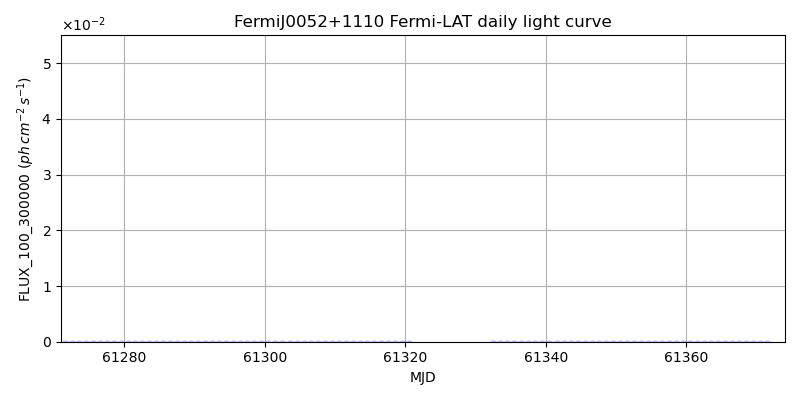 FermiJ0052+1110 Fermi-LAT daily light curve
×10⁻²
FLUX_100_300000 (ph cm⁻² s⁻¹)
5
4
3
2
1
0
61280 61300 61320 61340 61360
MJD